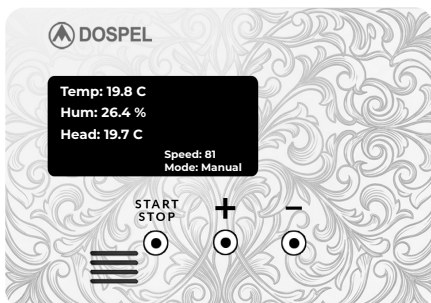 DOSPEL
Temp: 19.8 C
Hum: 26.4 %
Head: 19.7 C
Speed: 81
Mode: Manual
START
STOP
+
-